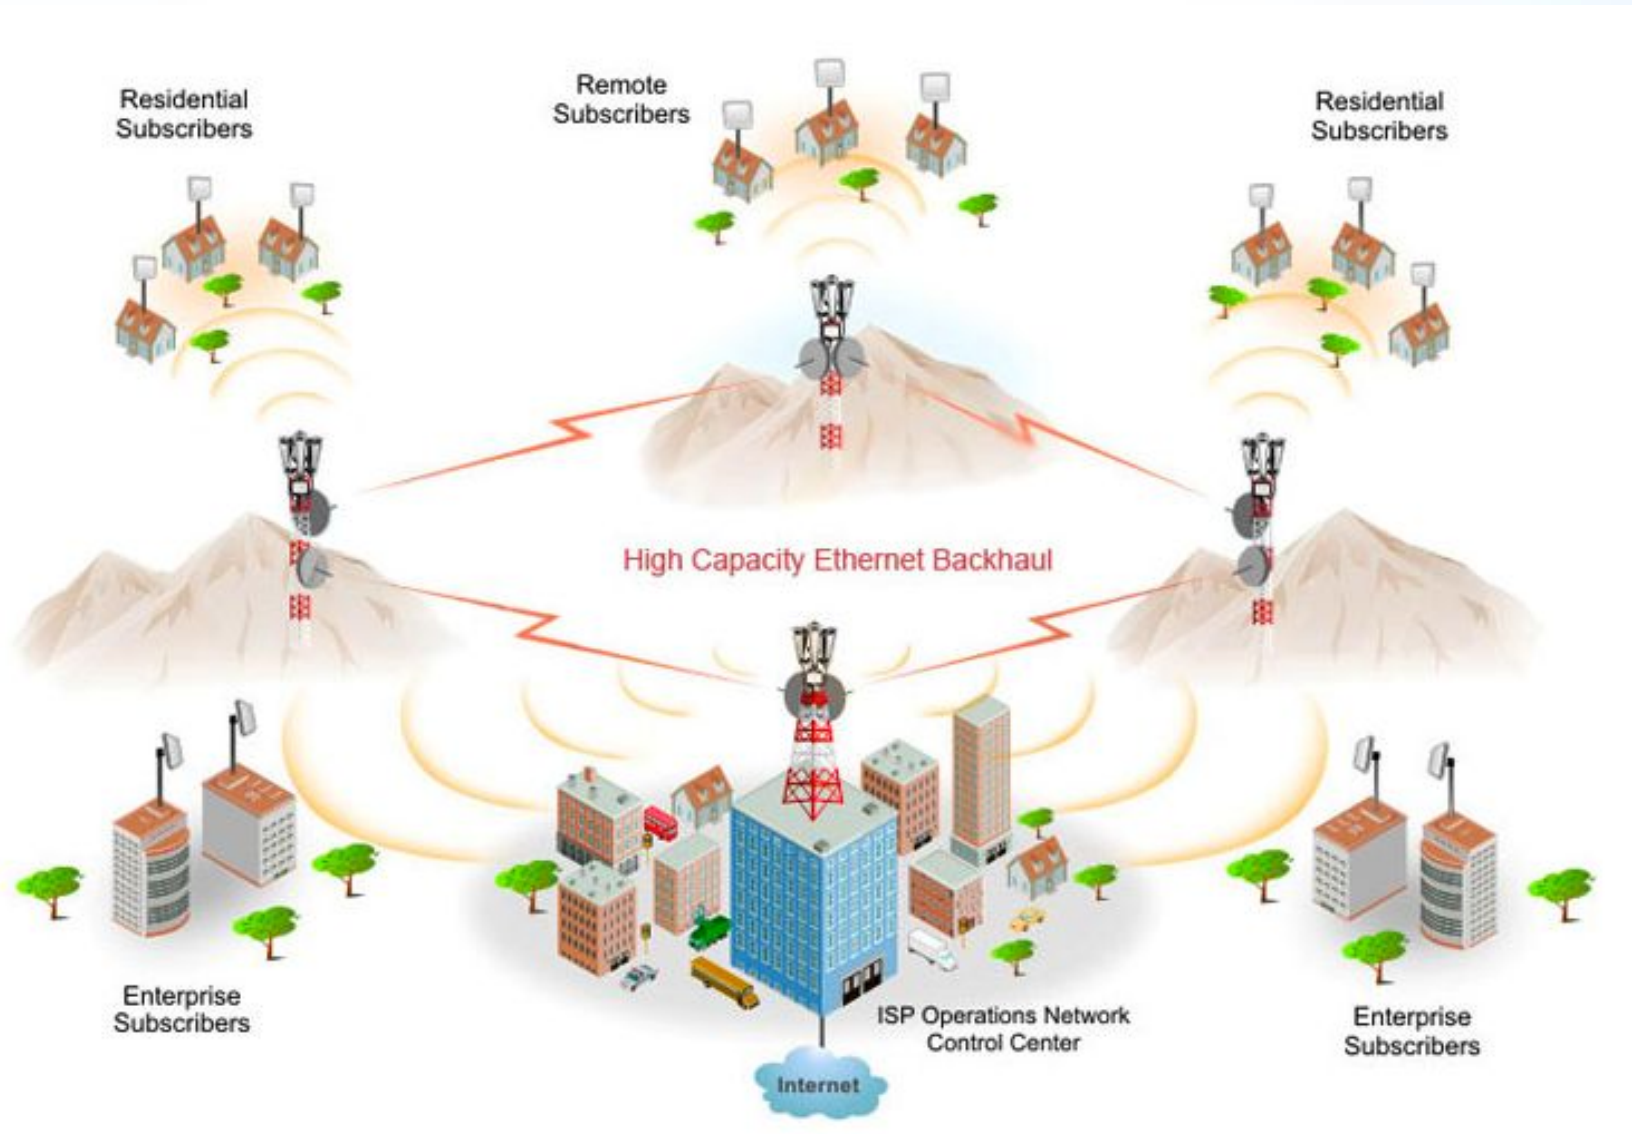 Residential
Subscribers
Remote
Subscribers
Residential
Subscribers
High Capacity Ethernet Backhaul
Enterprise
Subscribers
ISP Operations Network
Control Center
Enterprise
Subscribers
Internet